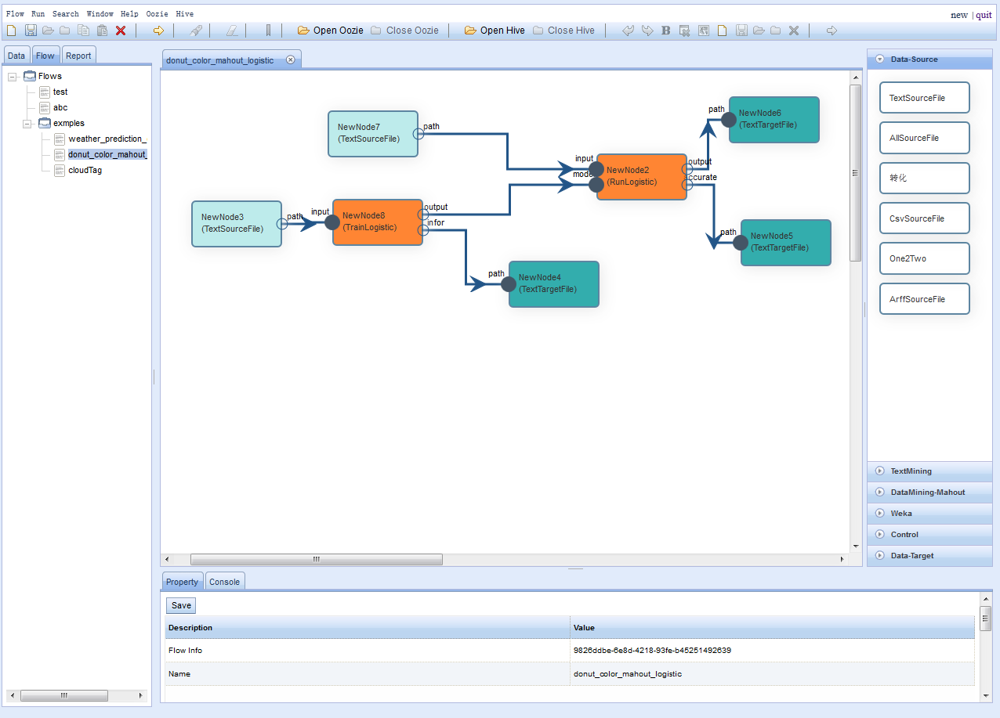 Flow Run Search Window Help Oozie Hive
new | quit
Open Oozie Close Oozie Open Hive Close Hive
B
Data Flow Report
Flows
test
abc
exmples
weather_prediction_
donut_color_mahout_
cloudTag
donut_color_mahout_logistic
NewNode7
(TextSourceFile)
path
NewNode3
(TextSourceFile)
path
input
NewNode8
(TrainLogistic)
output
infor
path
NewNode4
(TextTargetFile)
input
mode
NewNode2
(RunLogistic)
output
accurate
path
NewNode6
(TextTargetFile)
path
NewNode5
(TextTargetFile)
Data-Source
TextSourceFile
AllSourceFile
转化
CsvSourceFile
One2Two
ArffSourceFile
TextMining
DataMining-Mahout
Weka
Control
Data-Target
Property Console
Save
Description Value
Flow Info 9826ddbe-6e8d-4218-93fe-b45251492639
Name donut_color_mahout_logistic